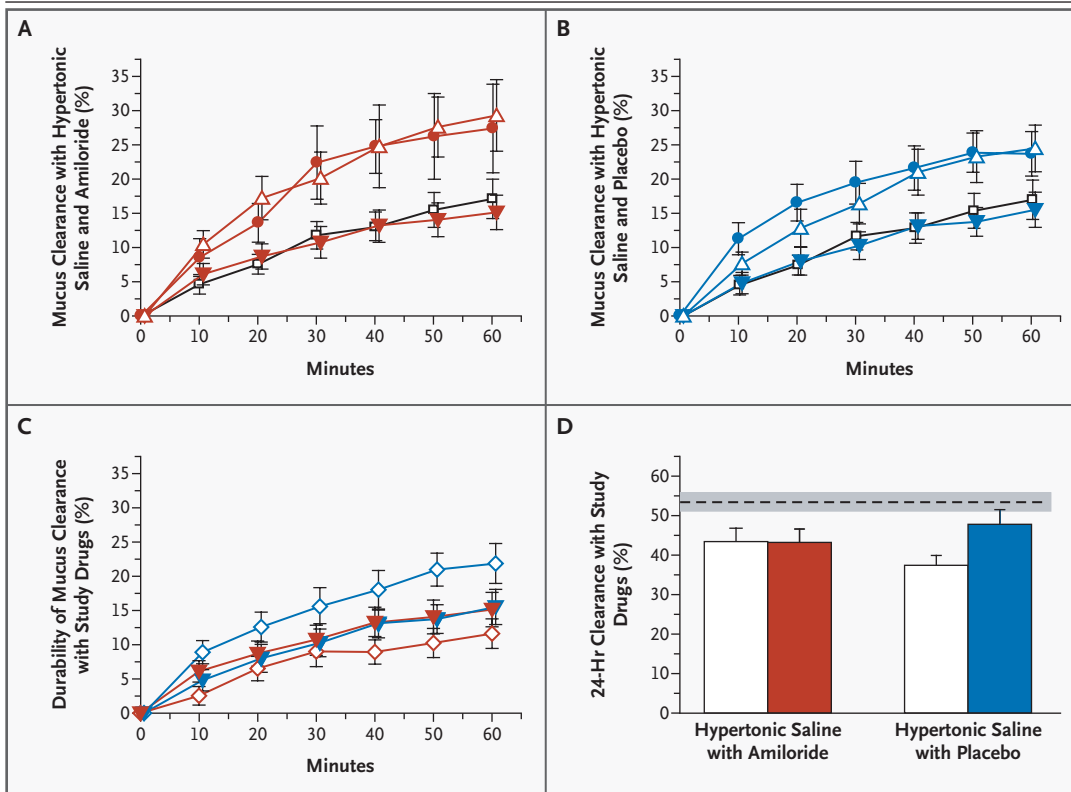 A
Mucus Clearance with Hypertonic
Saline and Amiloride (%)
35
30
25
20
15
10
5
0
0 10 20 30 40 50 60
Minutes
B
Mucus Clearance with Hypertonic
Saline and Placebo (%)
35
30
25
20
15
10
5
0
0 10 20 30 40 50 60
Minutes
C
Durability of Mucus Clearance
with Study Drugs (%)
35
30
25
20
15
10
5
0
0 10 20 30 40 50 60
Minutes
D
24-Hr Clearance with Study
Drugs (%)
60
50
40
30
20
10
0
Hypertonic Saline
with Amiloride
Hypertonic Saline
with Placebo